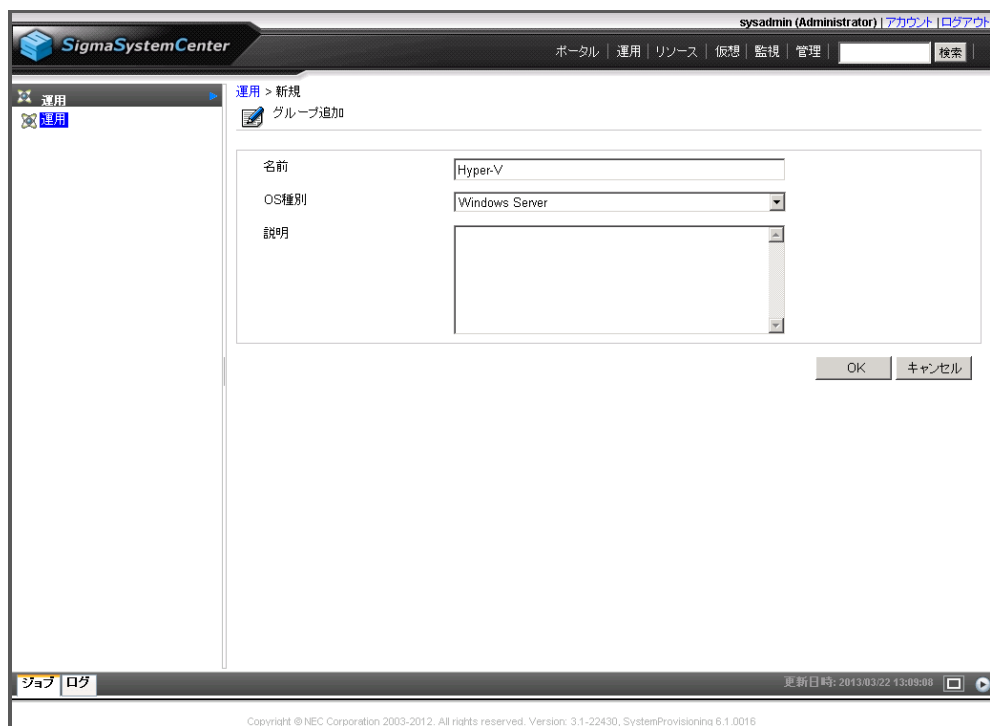 sysadmin (Administrator) | アカウント | ログアウト
SigmaSystemCenter
ポータル | 運用 | リソース | 仮想 | 監視 | 管理 | 検索 |
運用
運用
運用 > 新規
グループ追加
名前 Hyper-V
OS種別 Windows Server
説明
OK キャンセル
ジョブ ログ 更新日時: 2013/03/22 13:09:08
Copyright © NEC Corporation 2003-2012. All rights reserved. Version: 3.1-22430, SystemProvisioning 6.1.0016